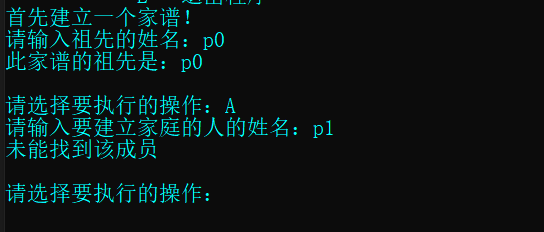 首先建立一个家谱!
请输入祖先的姓名: p0
此家谱的祖先是: p0
请选择要执行的操作: A
请输入要建立家庭的人的姓名: p1
未能找到该成员
请选择要执行的操作: